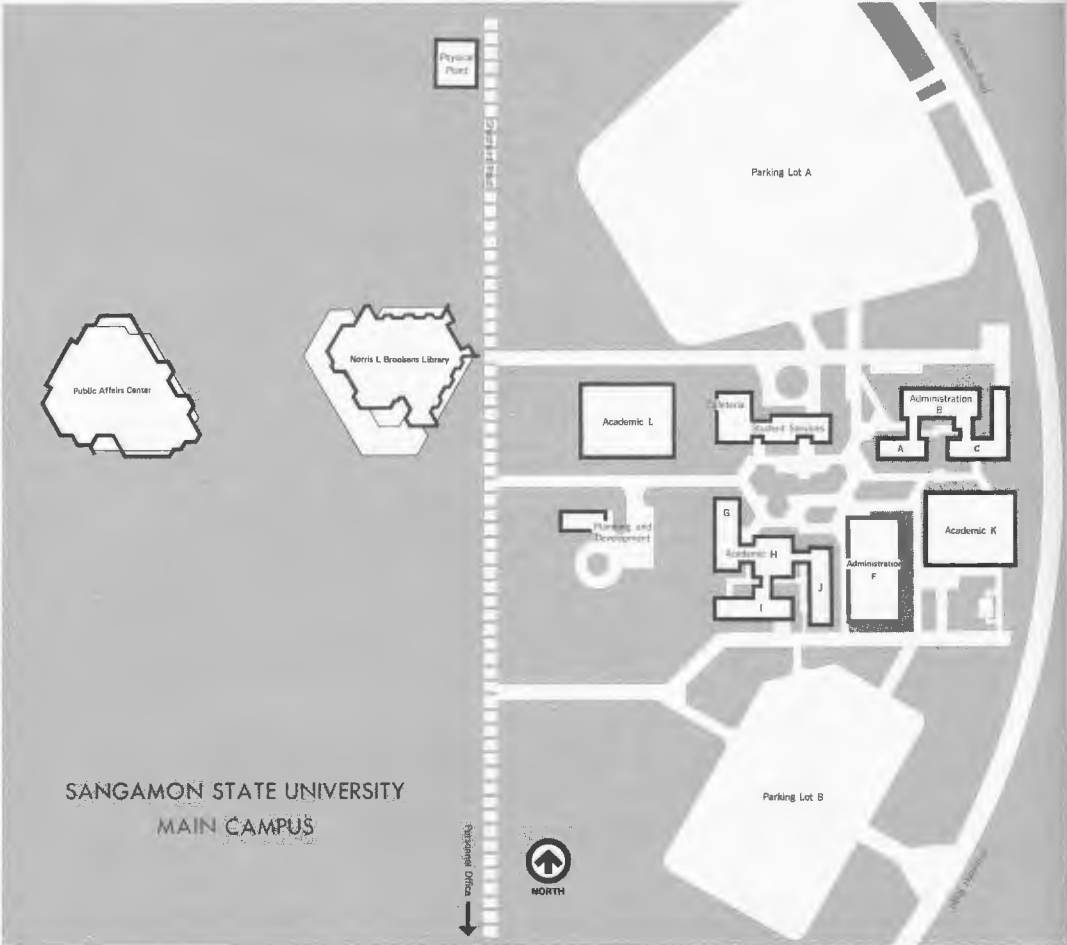 Physical
Plant
Parking Lot A
Public Affairs Center
Norris L Brookens Library
Academic L
Cafeteria
Student Services
Administration
B
A
C
G
Planning and
Development
Academic H
J
I
Administration
F
Academic K
Parking Lot B
SANGAMON STATE UNIVERSITY
MAIN CAMPUS
Personnel Office
NORTH